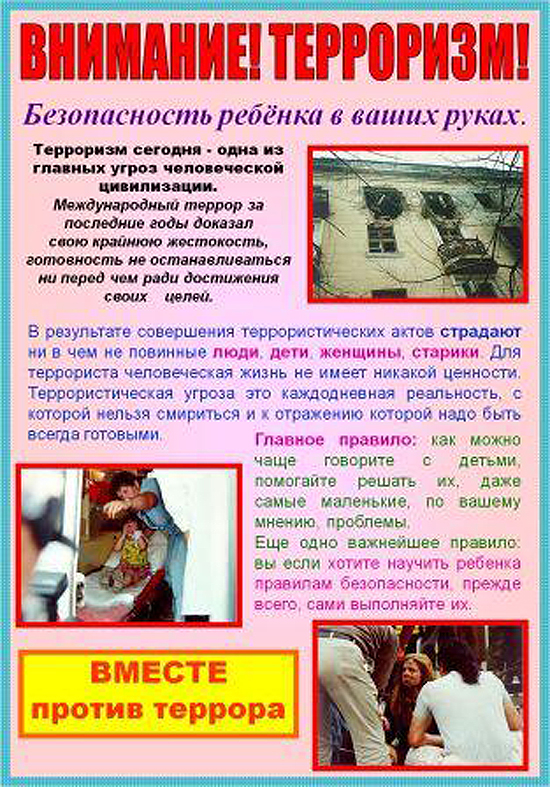 ВНИМАНИЕ! ТЕРРОРИЗМ!
Безопасность ребёнка в ваших руках.
Терроризм сегодня - одна из
главных угроз человеческой
цивилизации.
Международный террор за
последние годы доказал
свою крайнюю жестокость,
готовность не останавливаться
ни перед чем ради достижения
своих целей.
В результате совершения террористических актов страдают
ни в чем не повинные люди, дети, женщины, старики. Для
террориста человеческая жизнь не имеет никакой ценности.
Террористическая угроза это каждодневная реальность, с
которой нельзя смириться и к отражению которой надо быть
всегда готовыми.
Главное правило: как можно
чаще говорите с детьми,
помогайте решать их, даже
самые маленькие, по вашему
мнению, проблемы.
Еще одно важнейшее правило:
вы если хотите научить ребенка
правилам безопасности, прежде
всего, сами выполняйте их.
ВМЕСТЕ
против террора